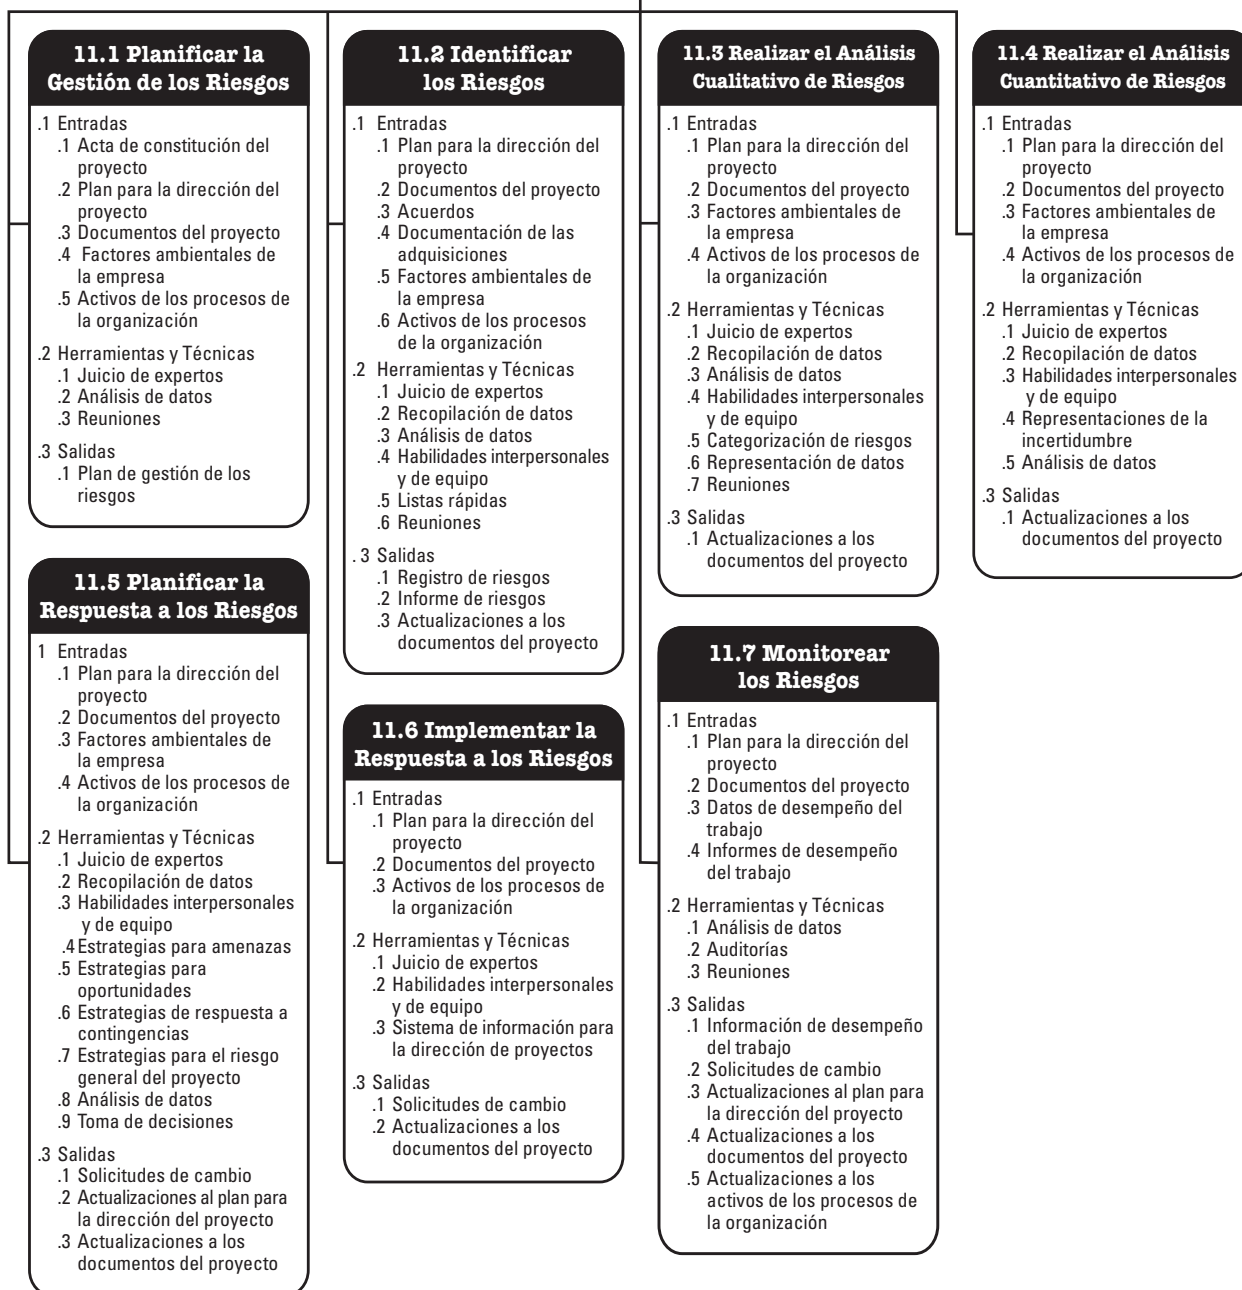 11.1 Planificar la
Gestión de los Riesgos
.1 Entradas
.1 Acta de constitución del
proyecto
.2 Plan para la dirección del
proyecto
.3 Documentos del proyecto
.4 Factores ambientales de
la empresa
.5 Activos de los procesos de
la organización
.2 Herramientas y Técnicas
.1 Juicio de expertos
.2 Análisis de datos
.3 Reuniones
.3 Salidas
.1 Plan de gestión de los
riesgos
11.2 Identificar
los Riesgos
.1 Entradas
.1 Plan para la dirección del
proyecto
.2 Documentos del proyecto
.3 Acuerdos
.4 Documentación de las
adquisiciones
.5 Factores ambientales de
la empresa
.6 Activos de los procesos
de la organización
.2 Herramientas y Técnicas
.1 Juicio de expertos
.2 Recopilación de datos
.3 Análisis de datos
.4 Habilidades interpersonales
y de equipo
.5 Listas rápidas
.6 Reuniones
. 3 Salidas
.1 Registro de riesgos
.2 Informe de riesgos
.3 Actualizaciones a los
documentos del proyecto
11.3 Realizar el Análisis
Cualitativo de Riesgos
.1 Entradas
.1 Plan para la dirección del
proyecto
.2 Documentos del proyecto
.3 Factores ambientales de
la empresa
.4 Activos de los procesos de
la organización
.2 Herramientas y Técnicas
.1 Juicio de expertos
.2 Recopilación de datos
.3 Análisis de datos
.4 Habilidades interpersonales
y de equipo
.5 Categorización de riesgos
.6 Representación de datos
.7 Reuniones
.3 Salidas
.1 Actualizaciones a los
documentos del proyecto
11.4 Realizar el Análisis
Cuantitativo de Riesgos
.1 Entradas
.1 Plan para la dirección del
proyecto
.2 Documentos del proyecto
.3 Factores ambientales de
la empresa
.4 Activos de los procesos de
la organización
.2 Herramientas y Técnicas
.1 Juicio de expertos
.2 Recopilación de datos
.3 Habilidades interpersonales
y de equipo
.4 Representaciones de la
incertidumbre
.5 Análisis de datos
.3 Salidas
.1 Actualizaciones a los
documentos del proyecto
11.5 Planificar la
Respuesta a los Riesgos
1 Entradas
.1 Plan para la dirección del
proyecto
.2 Documentos del proyecto
.3 Factores ambientales de
la empresa
.4 Activos de los procesos de
la organización
.2 Herramientas y Técnicas
.1 Juicio de expertos
.2 Recopilación de datos
.3 Habilidades interpersonales
y de equipo
.4 Estrategias para amenazas
.5 Estrategias para
oportunidades
.6 Estrategias de respuesta a
contingencias
.7 Estrategias para el riesgo
general del proyecto
.8 Análisis de datos
.9 Toma de decisiones
.3 Salidas
.1 Solicitudes de cambio
.2 Actualizaciones al plan para
la dirección del proyecto
.3 Actualizaciones a los
documentos del proyecto
11.6 Implementar la
Respuesta a los Riesgos
.1 Entradas
.1 Plan para la dirección del
proyecto
.2 Documentos del proyecto
.3 Activos de los procesos de
la organización
.2 Herramientas y Técnicas
.1 Juicio de expertos
.2 Habilidades interpersonales
y de equipo
.3 Sistema de información para
la dirección de proyectos
.3 Salidas
.1 Solicitudes de cambio
.2 Actualizaciones a los
documentos del proyecto
11.7 Monitorear
los Riesgos
.1 Entradas
.1 Plan para la dirección del
proyecto
.2 Documentos del proyecto
.3 Datos de desempeño del
trabajo
.4 Informes de desempeño
del trabajo
.2 Herramientas y Técnicas
.1 Análisis de datos
.2 Auditorías
.3 Reuniones
.3 Salidas
.1 Información de desempeño
del trabajo
.2 Solicitudes de cambio
.3 Actualizaciones al plan para
la dirección del proyecto
.4 Actualizaciones a los
documentos del proyecto
.5 Actualizaciones a los
activos de los procesos de
la organización